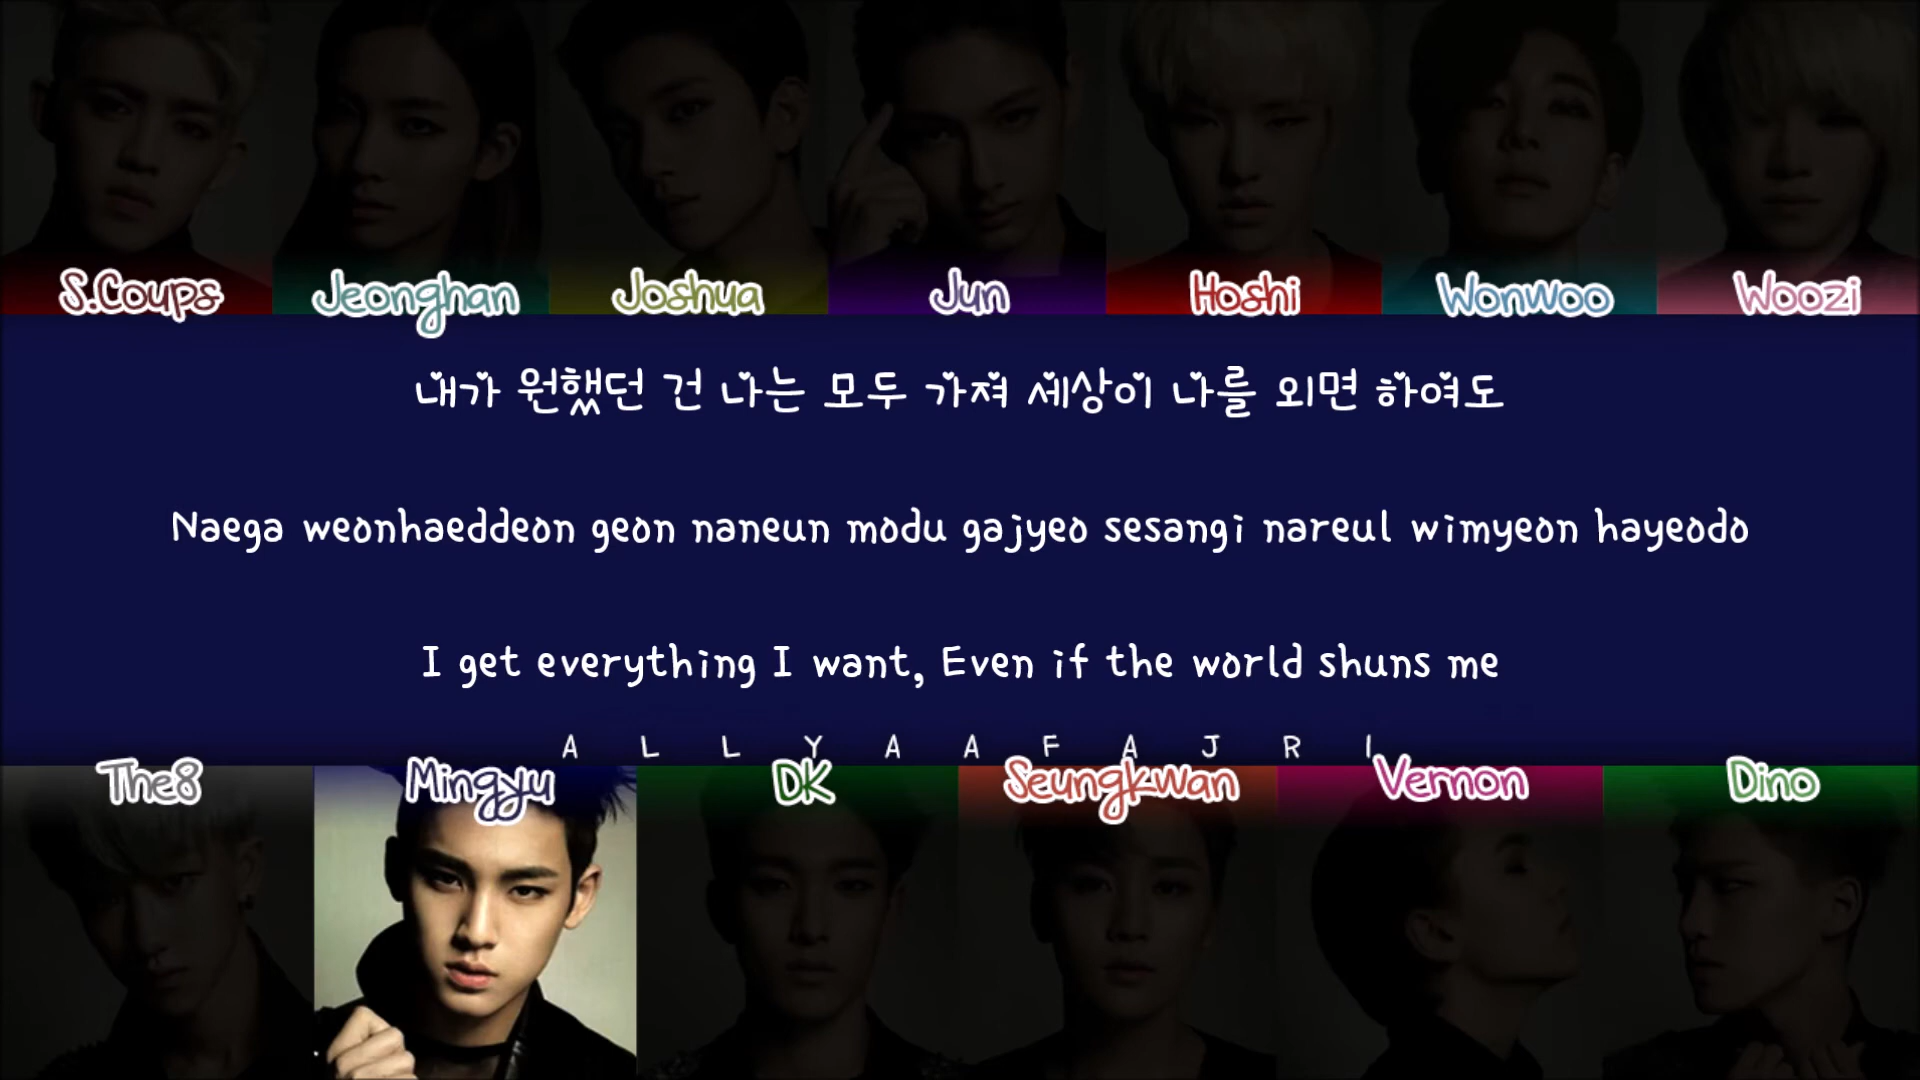 S.Coups Jeonghan Joshua Jun Hoshi Wonwoo Woozi
내가 원했던 건 나는 모두 가져 세상이 나를 외면 하여도
Naega weonhaeddeon geon naneun modu gajyeo sesangi nareul wimyeon hayeodo
I get everything I want, Even if the world shuns me
A L L Y A A F A J R I
The8 Mingyu DK Seungkwan Vernon Dino